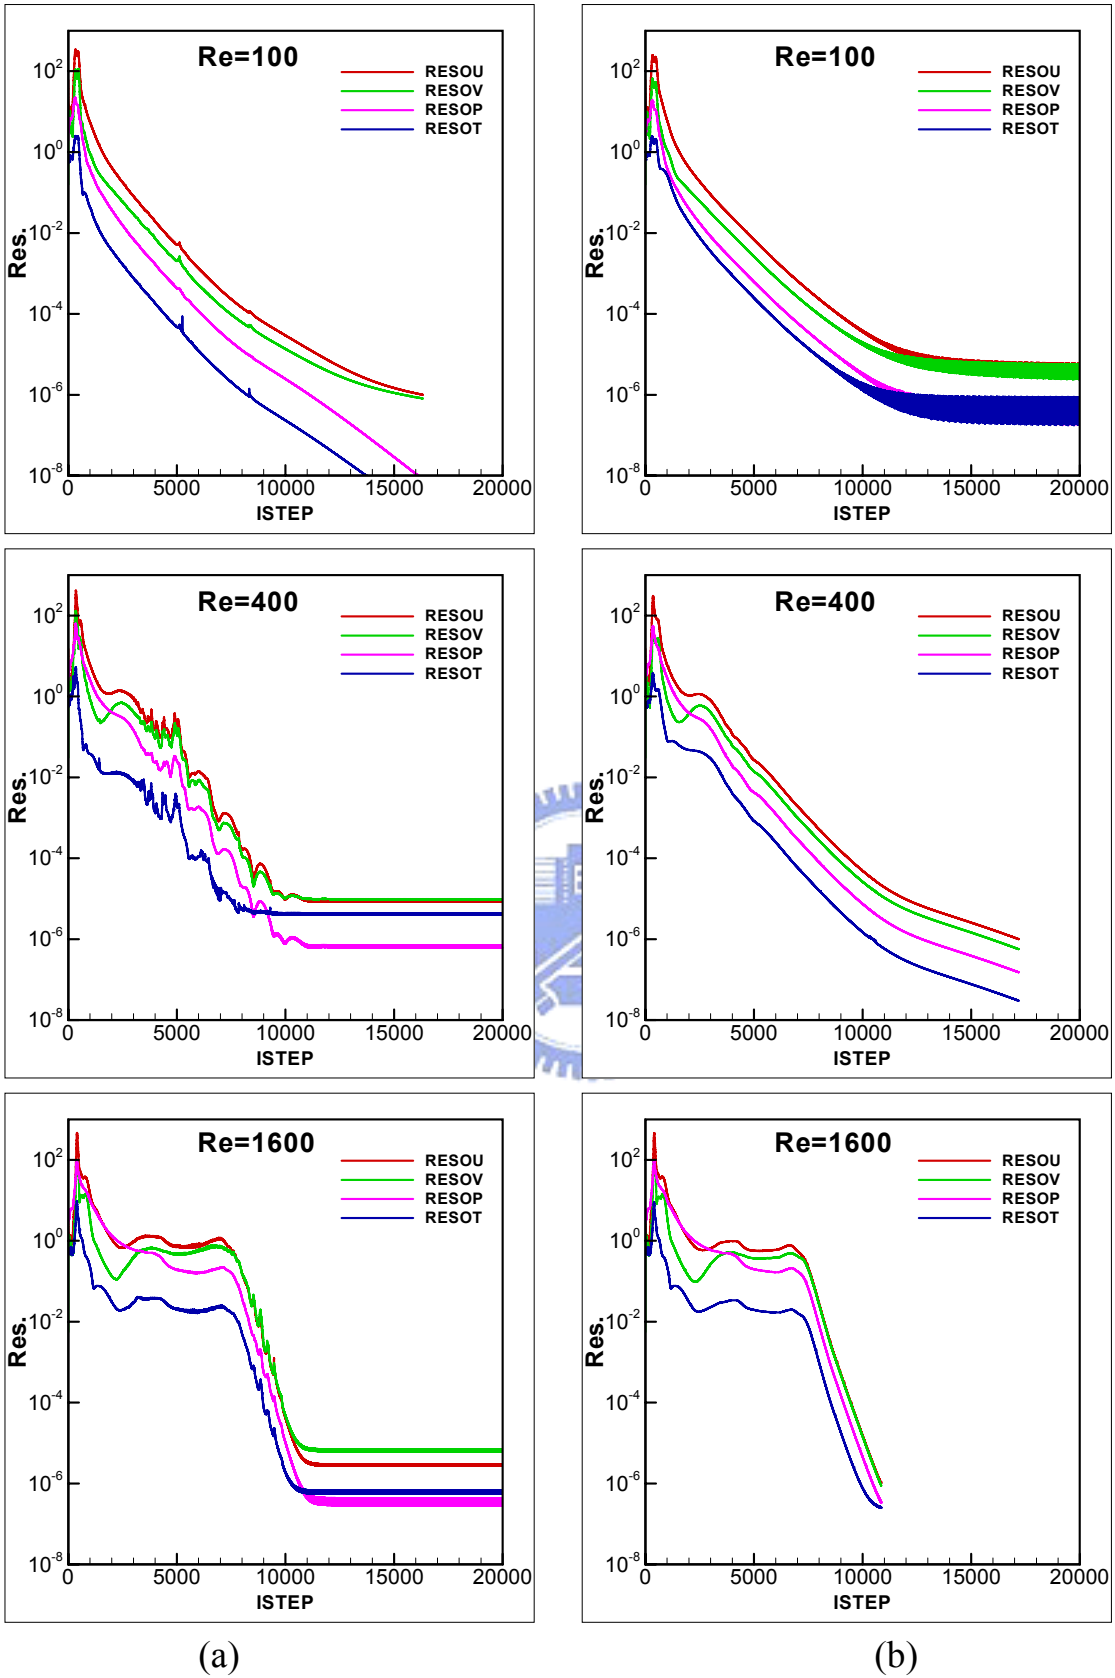 Re=100
RESOU
RESOV
RESOP
RESOT
10^2
10^0
10^-2
10^-4
10^-6
10^-8
Res.
0 5000 10000 15000 20000
ISTEP
Re=100
RESOU
RESOV
RESOP
RESOT
10^2
10^0
10^-2
10^-4
10^-6
10^-8
Res.
0 5000 10000 15000 20000
ISTEP
Re=400
RESOU
RESOV
RESOP
RESOT
10^2
10^0
10^-2
10^-4
10^-6
10^-8
Res.
0 5000 10000 15000 20000
ISTEP
Re=400
RESOU
RESOV
RESOP
RESOT
10^2
10^0
10^-2
10^-4
10^-6
10^-8
Res.
0 5000 10000 15000 20000
ISTEP
Re=1600
RESOU
RESOV
RESOP
RESOT
10^2
10^0
10^-2
10^-4
10^-6
10^-8
Res.
0 5000 10000 15000 20000
ISTEP
Re=1600
RESOU
RESOV
RESOP
RESOT
10^2
10^0
10^-2
10^-4
10^-6
10^-8
Res.
0 5000 10000 15000 20000
ISTEP
(a)
(b)